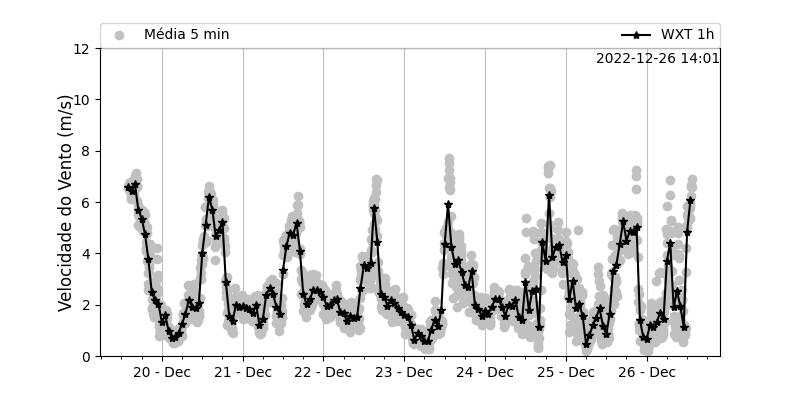 Média 5 min
WXT 1h
2022-12-26 14:01
Velocidade do Vento (m/s)
12
10
8
6
4
2
0
20 - Dec
21 - Dec
22 - Dec
23 - Dec
24 - Dec
25 - Dec
26 - Dec